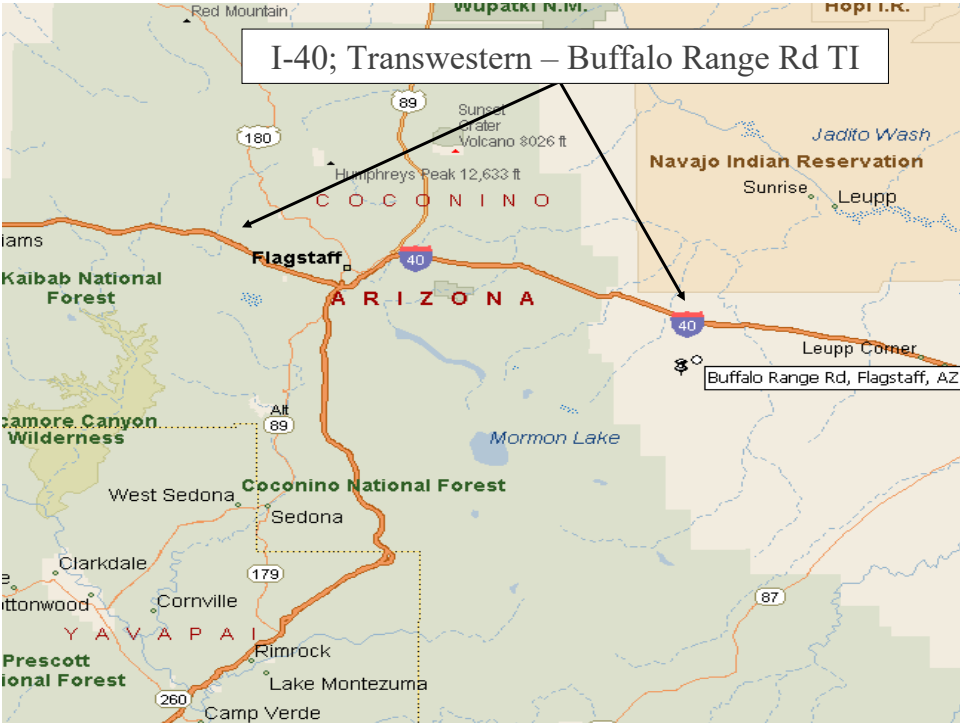 Red Mountain
Wupatki N.M.
Hopi I.R.
I-40; Transwestern – Buffalo Range Rd TI
89
180
Sunset
Crater
Volcano 8026 ft
Jadito Wash
Humphreys Peak 12,633 ft
Navajo Indian Reservation
Sunrise
Leupp
COCONINO
iams
Flagstaff
40
Kaibab National
Forest
ARIZONA
40
Leupp Corner
Buffalo Range Rd, Flagstaff, AZ
Alt
89
camore Canyon
Wilderness
Mormon Lake
West Sedona
Coconino National Forest
Sedona
Clarkdale
179
e
ottonwood
Cornville
87
YAVAPAI
Rimrock
Prescott
ional Forest
Lake Montezuma
260
Camp Verde